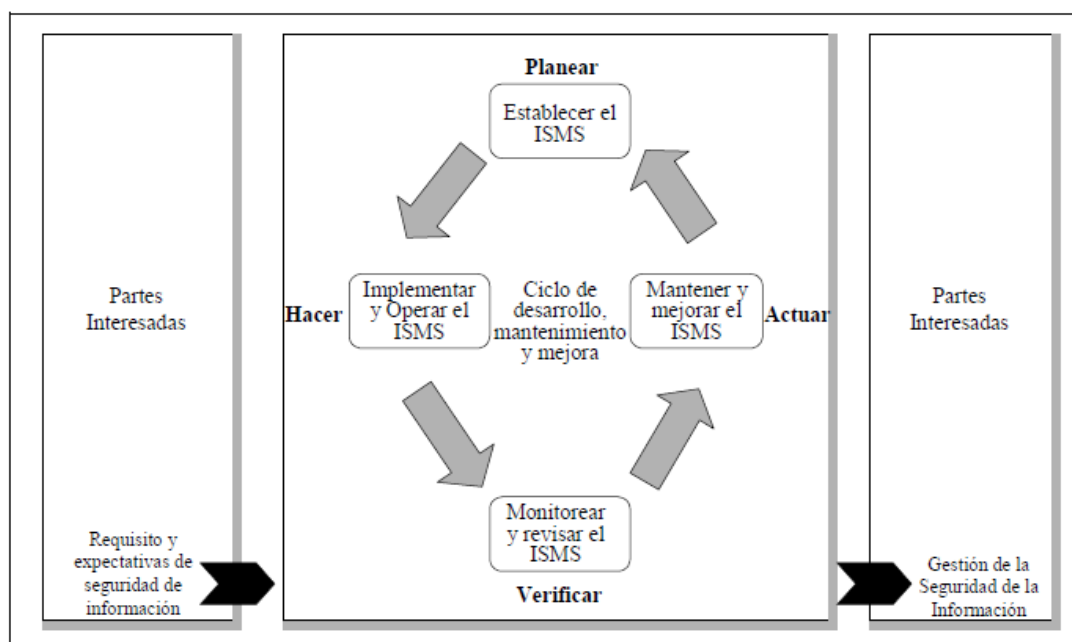 Partes
Interesadas
Requisito y
expectativas de
seguridad de
información
Planear
Establecer el
ISMS
Hacer
Implementar
y Operar el
ISMS
Ciclo de
desarrollo,
mantenimiento
y mejora
Mantener y
mejorar el
ISMS
Actuar
Monitorear
y revisar el
ISMS
Verificar
Partes
Interesadas
Gestión de la
Seguridad de la
Información